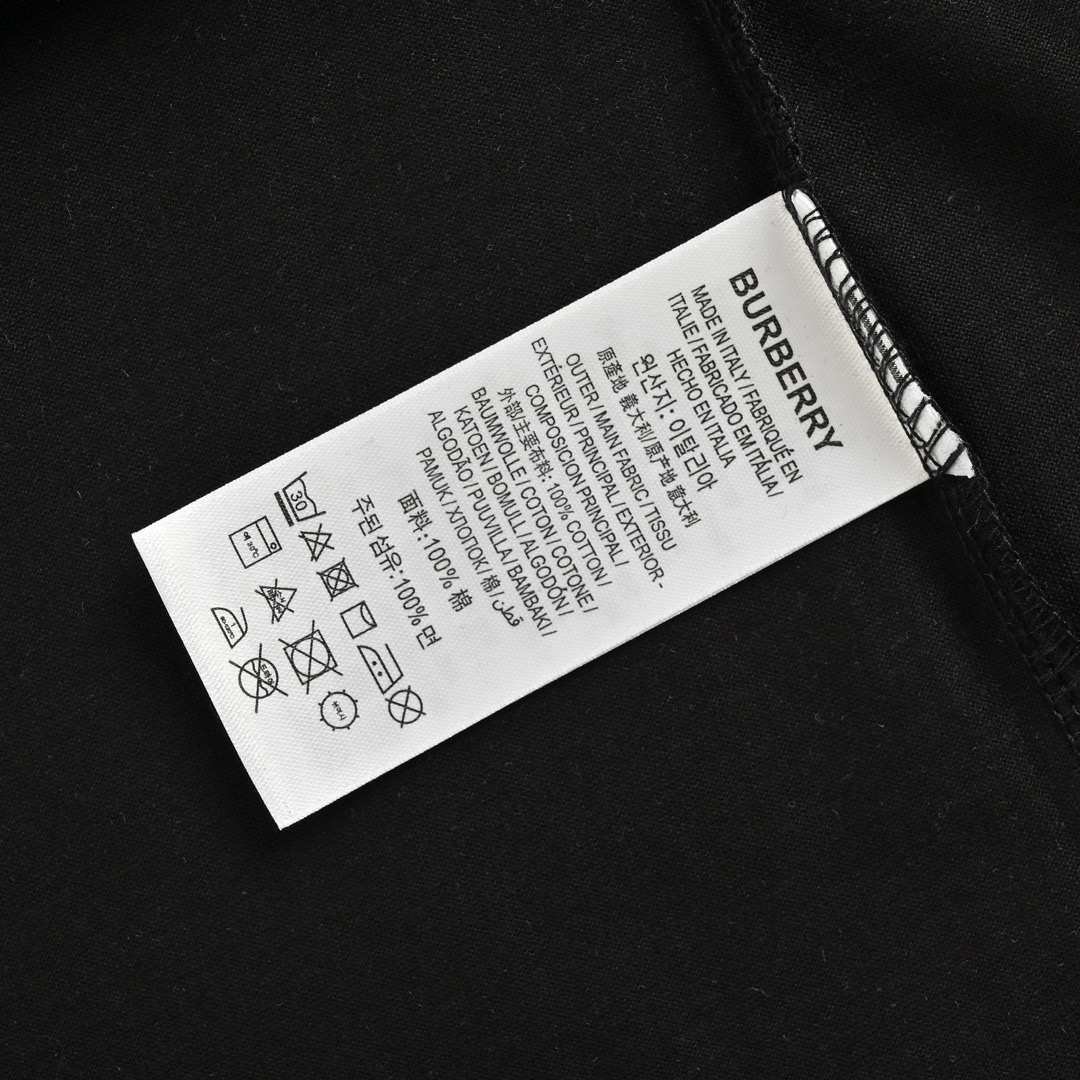 BURBERRY
MADE IN ITALY / FABRIQUÉ EN
ITALIE / FABRICADO EM ITÁLIA /
HECHO EN ITALIA
원산지: 이탈리아
原產地 義大利/原产地 意大利
OUTER / MAIN FABRIC / TISSU
EXTÉRIEUR / PRINCIPAL / EXTERIOR-
COMPOSICION PRINCIPAL /
外部/主要布料: 100% COTTON /
BAUMWOLLE / COTON / COTONE /
KATOEN / BOMULL / ALGODÓN /
ALGODÃO / PUUVILLA / BAMBAKI /
PAMUK / ХЛОПОК / 棉 / قطن
面料:100% 棉
주된 섬유:100% 면
30
약 30℃